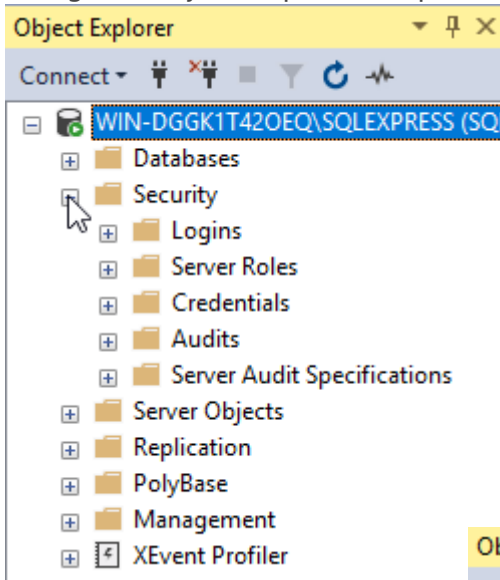 Object Explorer
Connect
WIN-DGGK1T42OEQ\SQLEXPRESS (SQ
Databases
Security
Logins
Server Roles
Credentials
Audits
Server Audit Specifications
Server Objects
Replication
PolyBase
Management
XEvent Profiler
Ob